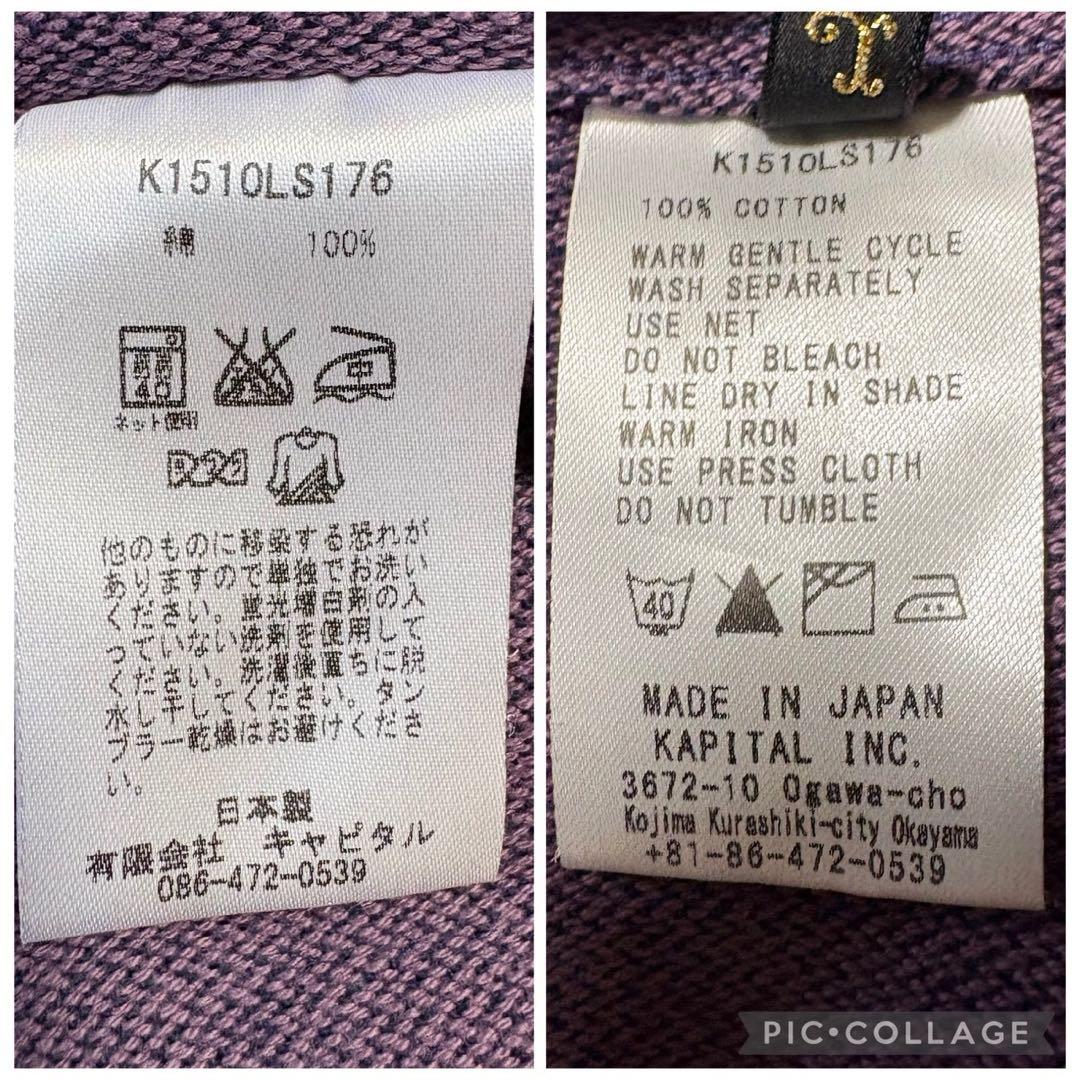 K1510LS176
綿 100%
弱
40
中
ネット使用
ドライ
他のものに移染する恐れが
ありますので単独でお洗い
ください。蛍光増白剤の入
っていない洗剤を使用して
ください。洗濯後直ちに脱
水しさしてください。タン
ブラー乾燥はお避けくださ
い。
日本製
有限会社 キャピタル
086-472-0539
T
K1510LS176
100% COTTON
WARM GENTLE CYCLE
WASH SEPARATELY
USE NET
DO NOT BLEACH
LINE DRY IN SHADE
WARM IRON
USE PRESS CLOTH
DO NOT TUMBLE
40
MADE IN JAPAN
KAPITAL INC.
3672-10 Ogawa-cho
Kojima Kurashiki-city Okayama
+81-86-472-0539
PIC•COLLAGE